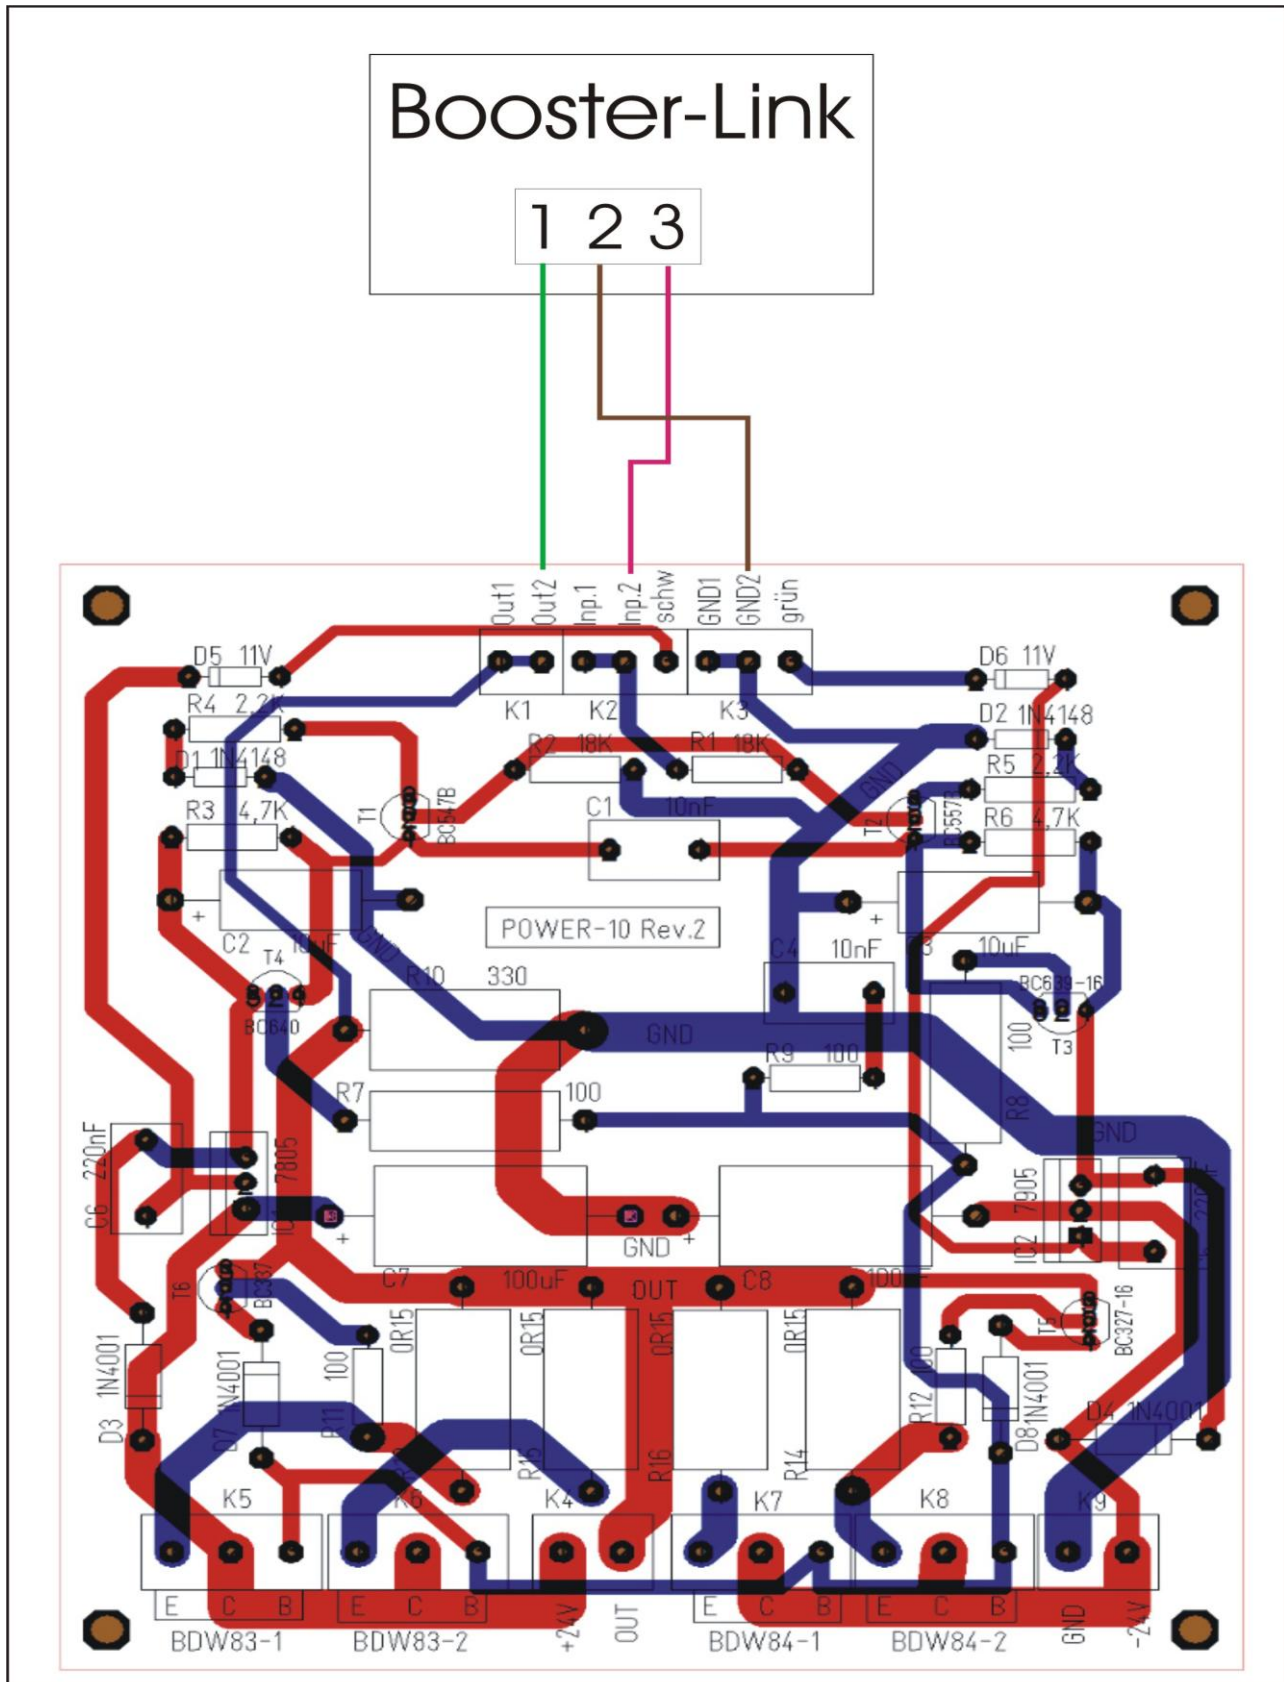 Booster-Link
1 2 3
Out1
Out2
Inp.1
Inp.2
schw
GND1
GND2
grün
D5 11V
D6 11V
R4 2,2K
K1
K2
K3
D2 1N4148
D1 1N4148
R2 18K
R1 18K
GND
R5 2,2K
R3 4,7K
T1
BC547B
C1 10nF
T2
BC557B
R6 4,7K
+
C2 10uF
GND
POWER-10 Rev.2
+
10uF
T4
BC640
R10 330
C4 10nF
BC639-16
T3
GND
R9 100
100
R8
R7 100
GND
220nF
C6
7805
IC1
7905
IC2
+
GND
+
T6
BC337
C7 100uF
OUT
C8
T5
BC327-16
1N4001
D3
1N4001
D7
100
R11
0R15
0R15
0R15
R16
0R15
R14
100
R12
1N4001
D8
D4 1N4001
K5
K6
K4
K7
K8
K9
E C B
E C B
E C B
E C B
BDW83-1
BDW83-2
+24V
OUT
BDW84-1
BDW84-2
GND
-24V